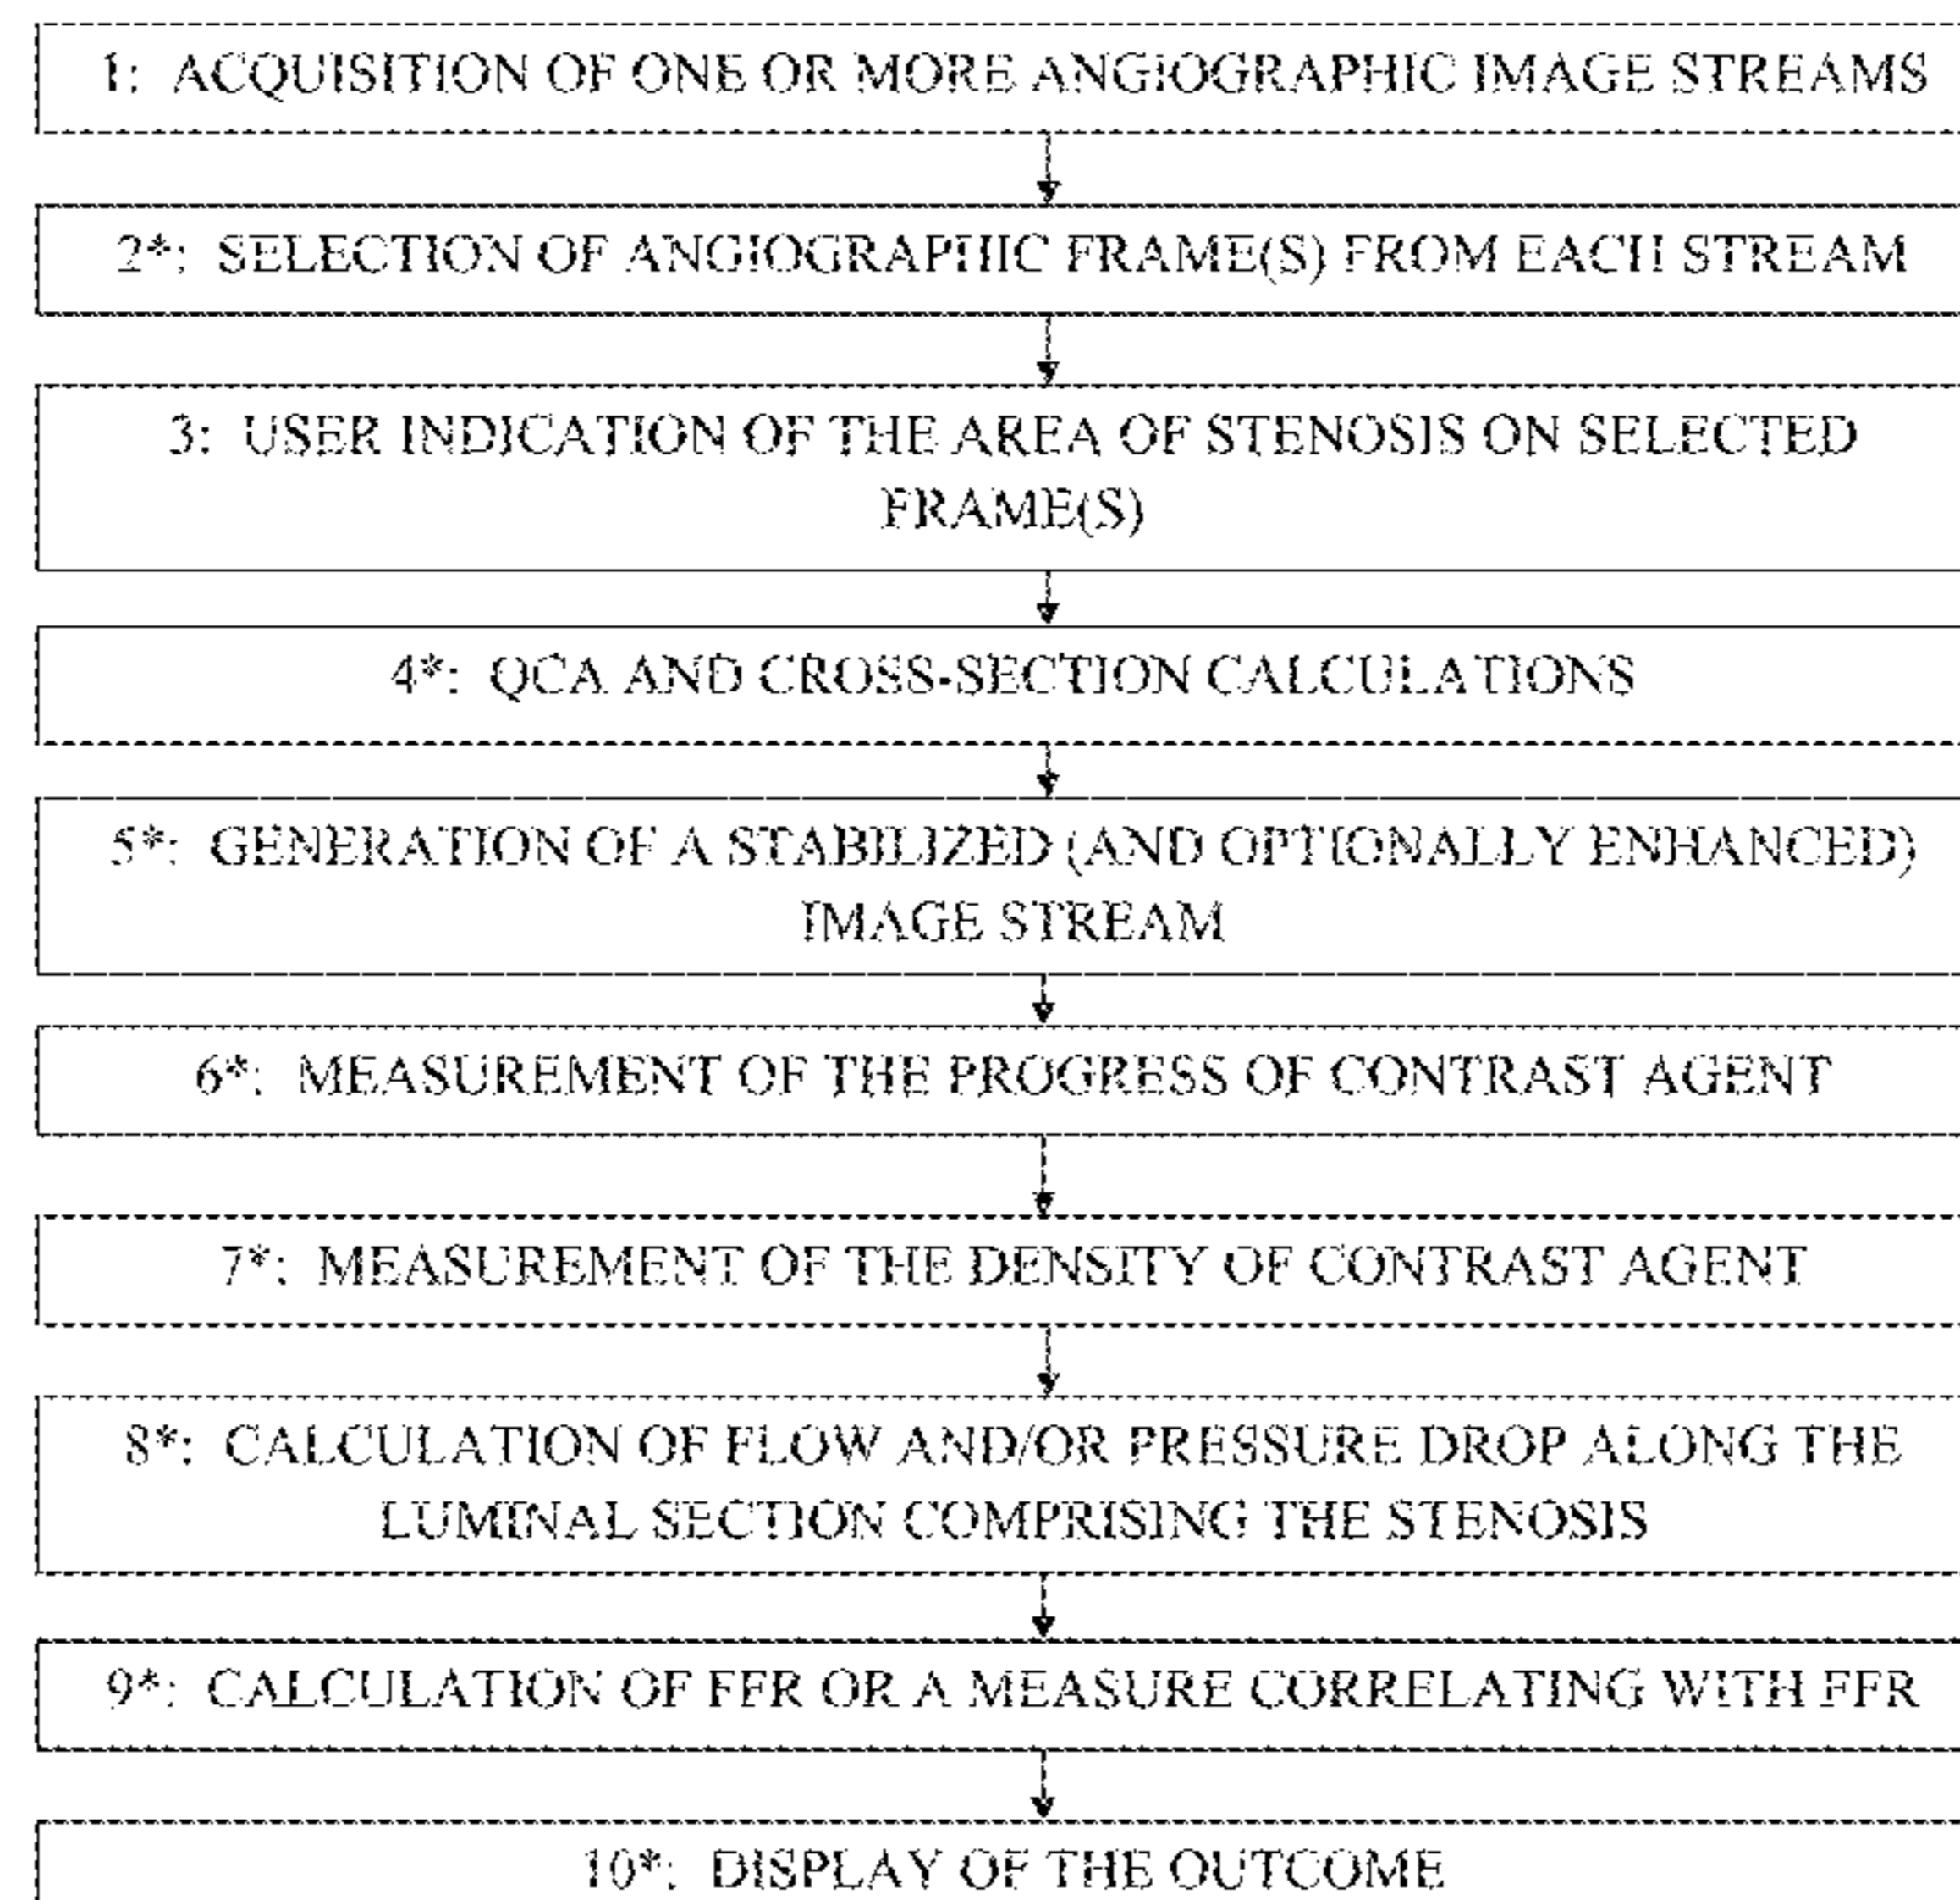 1: ACQUISITION OF ONE OR MORE ANGIOGRAPHIC IMAGE STREAMS
2*: SELECTION OF ANGIOGRAPHIC FRAME(S) FROM EACH STREAM
3: USER INDICATION OF THE AREA OF STENOSIS ON SELECTED
FRAME(S)
4*: QCA AND CROSS-SECTION CALCULATIONS
5*: GENERATION OF A STABILIZED (AND OPTIONALLY ENHANCED)
IMAGE STREAM
6*: MEASUREMENT OF THE PROGRESS OF CONTRAST AGENT
7*: MEASUREMENT OF THE DENSITY OF CONTRAST AGENT
8*: CALCULATION OF FLOW AND/OR PRESSURE DROP ALONG THE
LUMINAL SECTION COMPRISING THE STENOSIS
9*: CALCULATION OF FFR OR A MEASURE CORRELATING WITH FFR
10*: DISPLAY OF THE OUTCOME